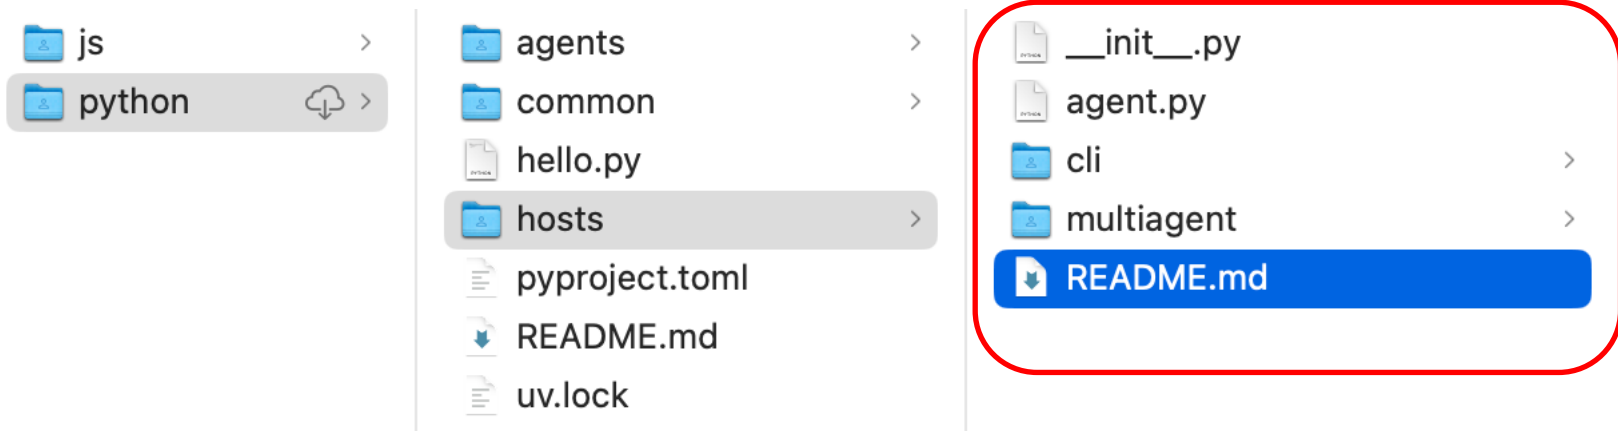 js
python
agents
common
hello.py
hosts
pyproject.toml
README.md
uv.lock
__init__.py
agent.py
cli
multiagent
README.md